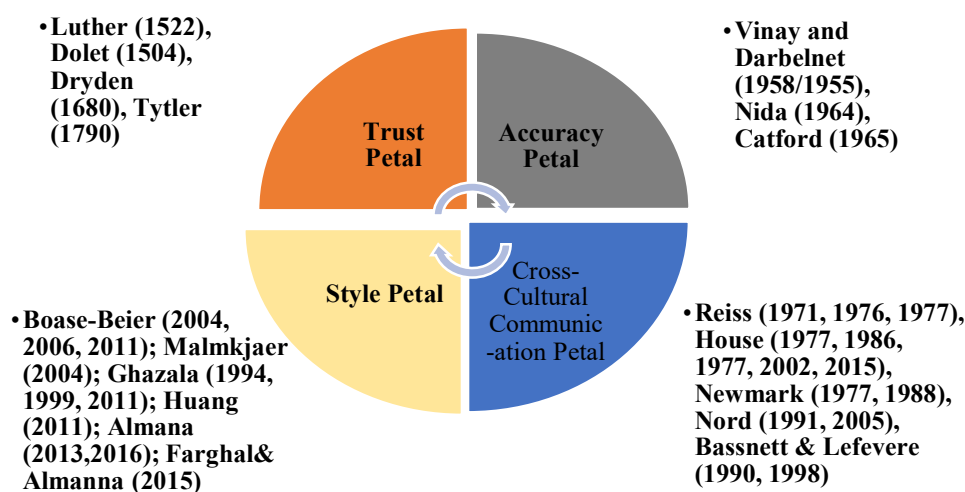 •Luther (1522),
Dolet (1504),
Dryden
(1680), Tytler
(1790)
Trust
Petal
Accuracy
Petal
•Vinay and
Darbelnet
(1958/1955),
Nida (1964),
Catford (1965)
Style Petal
Cross-
Cultural
Communic
-ation Petal
•Boase-Beier (2004,
2006, 2011); Malmkjaer
(2004); Ghazala (1994,
1999, 2011); Huang
(2011); Almana
(2013,2016); Farghal&
Almanna (2015)
•Reiss (1971, 1976, 1977),
House (1977, 1986,
1977, 2002, 2015),
Newmark (1977, 1988),
Nord (1991, 2005),
Bassnett & Lefevere
(1990, 1998)